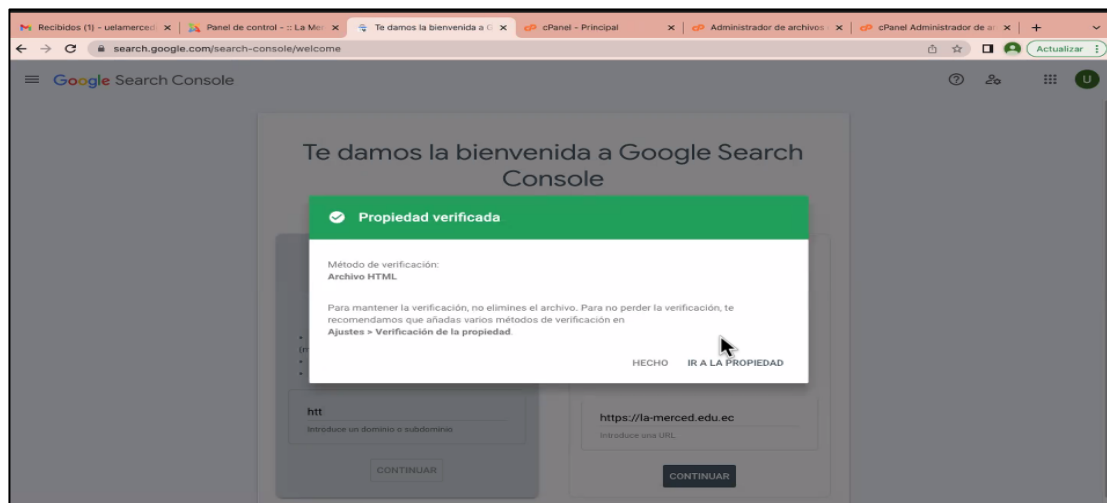 Recibidos (1) - uelamerced
Panel de control - :: La Mer
Te damos la bienvenida a G
cPanel - Principal
Administrador de archivos
cPanel Administrador de ar
search.google.com/search-console/welcome
Actualizar
Google Search Console
U
Te damos la bienvenida a Google Search
Console
Propiedad verificada
Método de verificación:
Archivo HTML
Para mantener la verificación, no elimines el archivo. Para no perder la verificación, te
recomendamos que añadas varios métodos de verificación en
Ajustes > Verificación de la propiedad.
HECHO
IR A LA PROPIEDAD
htt
Introduce un dominio o subdominio
CONTINUAR
https://la-merced.edu.ec
Introduce una URL
CONTINUAR